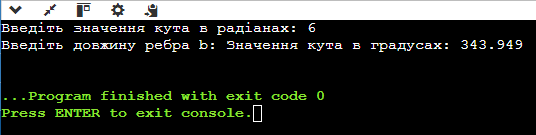 Введіть значення кута в радіанах: 6
Введіть довжину ребра b: Значення кута в градусах: 343.949
...Program finished with exit code 0
Press ENTER to exit console.